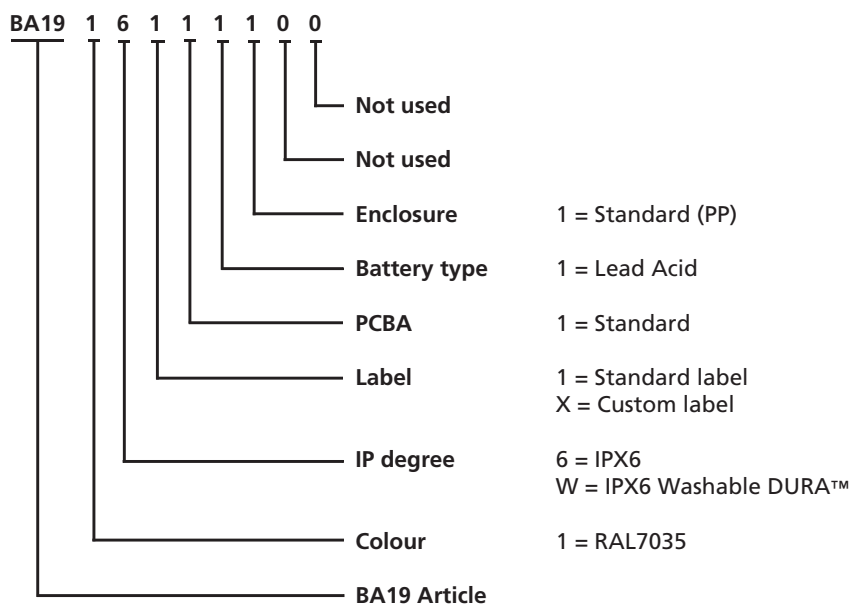 BA19 1 6 1 1 1 1 0 0
Not used
Not used
Enclosure 1 = Standard (PP)
Battery type 1 = Lead Acid
PCBA 1 = Standard
Label 1 = Standard label
X = Custom label
IP degree 6 = IPX6
W = IPX6 Washable DURA™
Colour 1 = RAL7035
BA19 Article